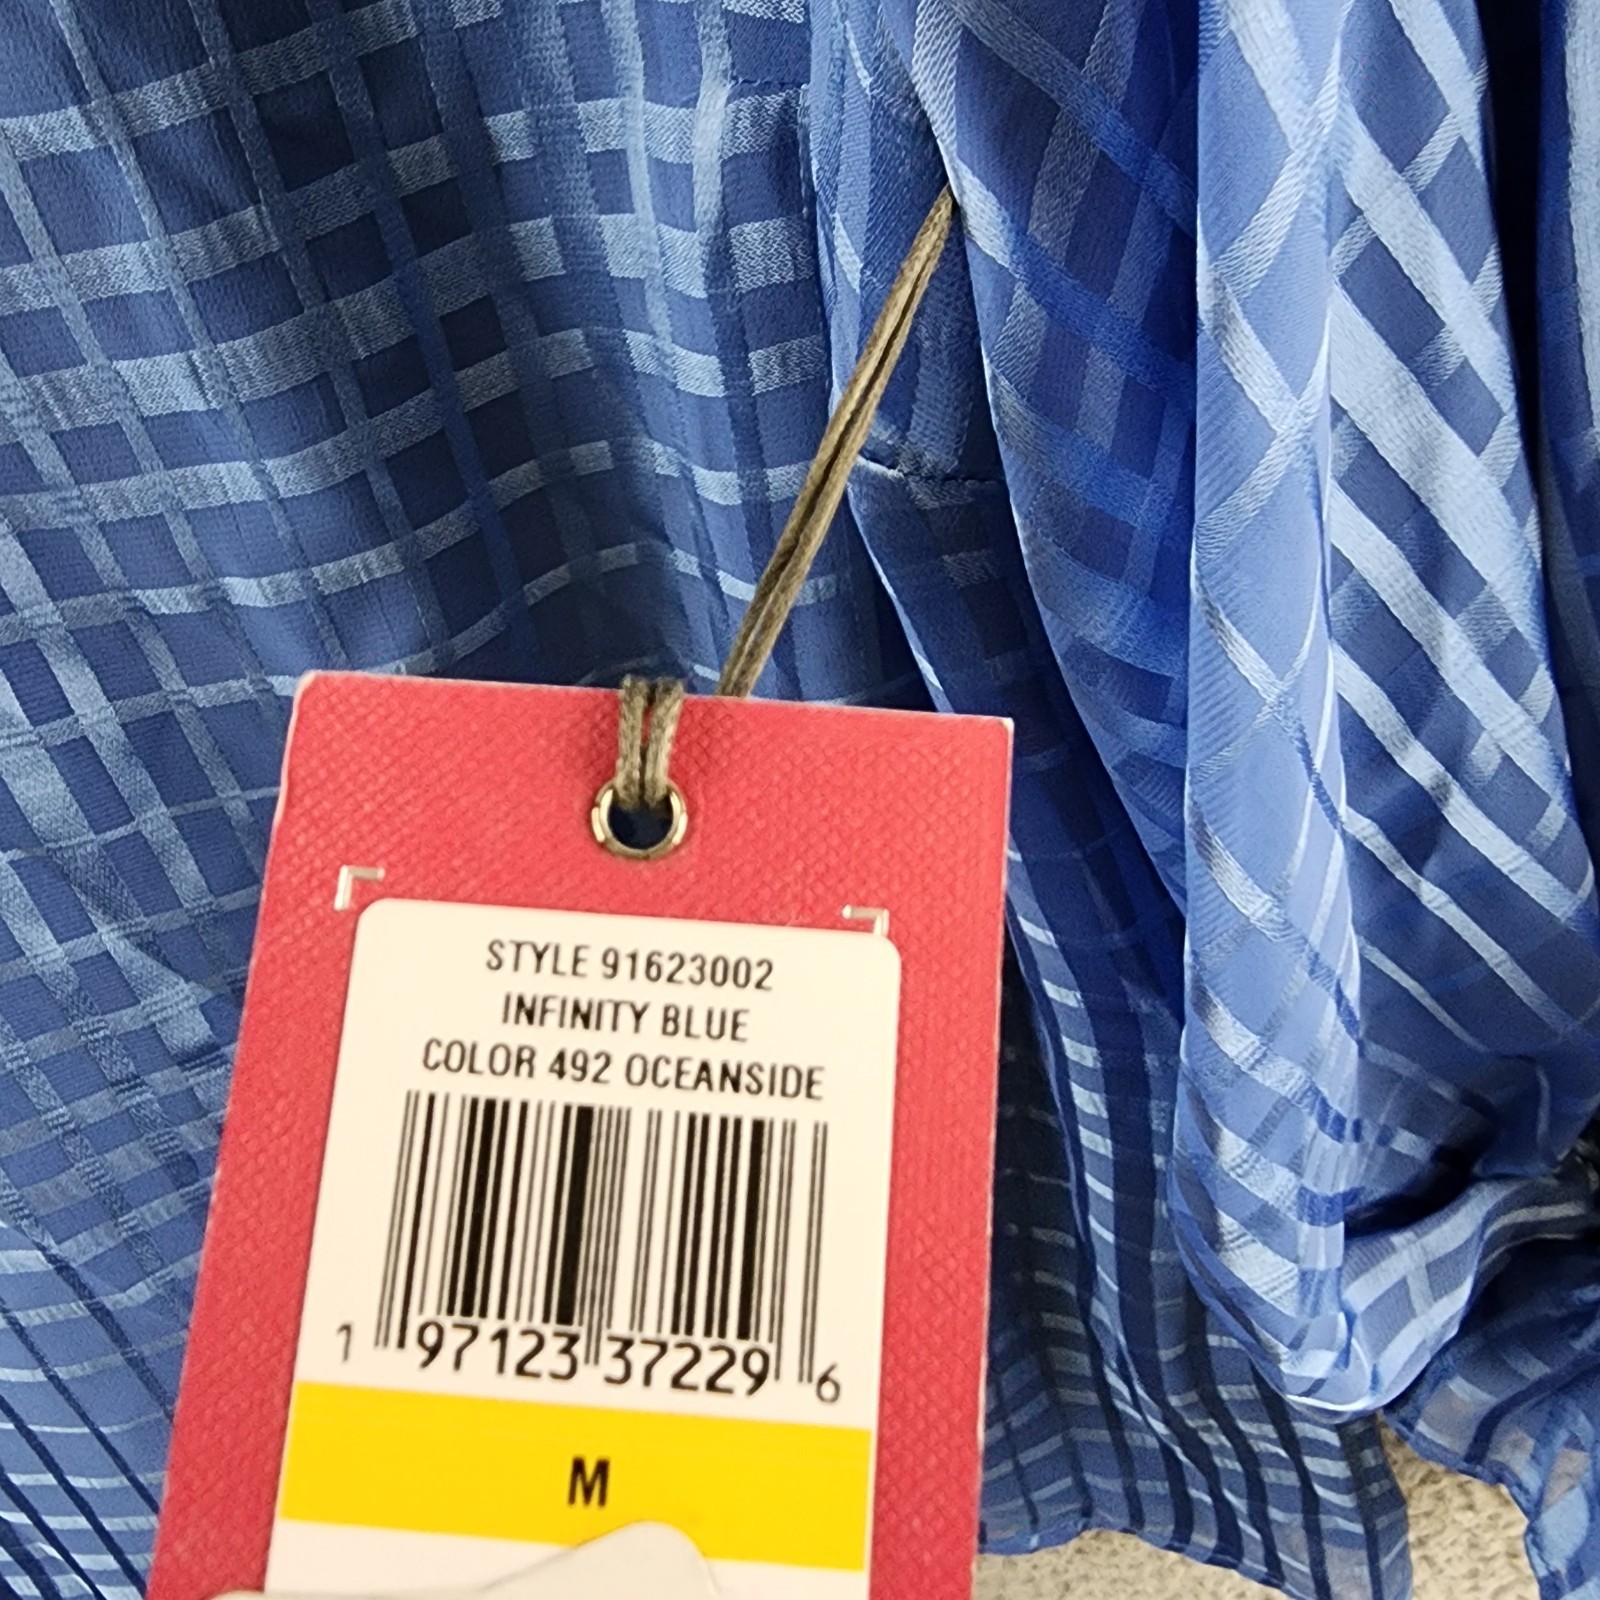 STYLE 91623002
INFINITY BLUE
COLOR 492 OCEANSIDE
1 97123 37229 6
M